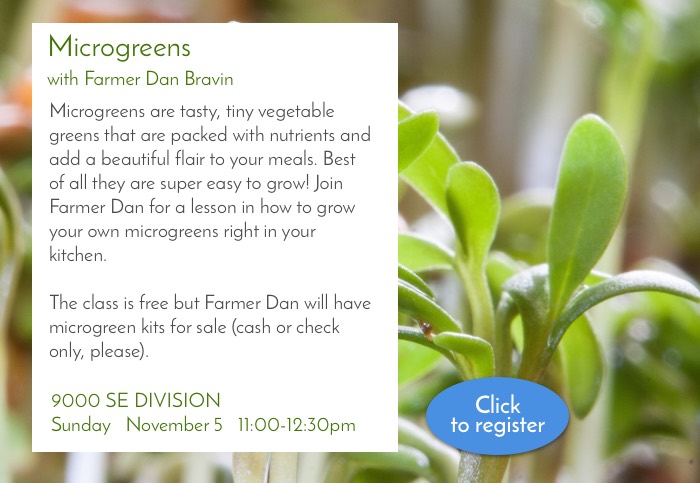 Microgreens
with Farmer Dan Bravin
Microgreens are tasty, tiny vegetable
greens that are packed with nutrients and
add a beautiful flair to your meals. Best
of all they are super easy to grow! Join
Farmer Dan for a lesson in how to grow
your own microgreens right in your
kitchen.
The class is free but Farmer Dan will have
microgreen kits for sale (cash or check
only, please).
9000 SE DIVISION
Sunday November 5 11:00-12:30pm
Click
to register